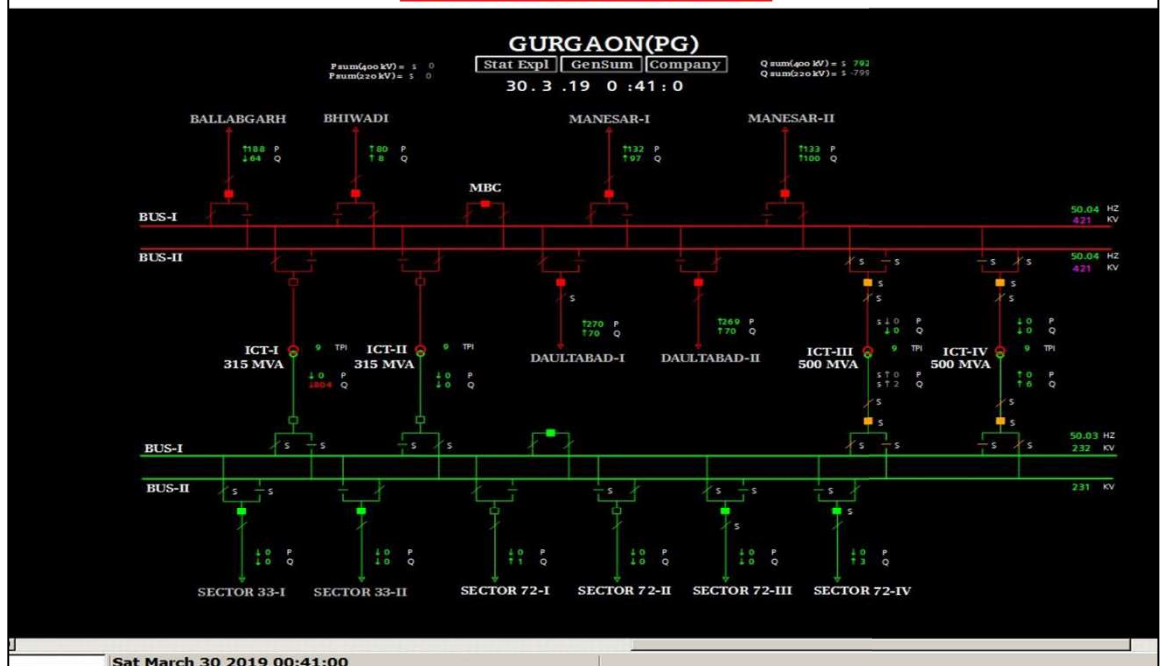 GURGAON(PG)
Psum(400 kV) = s 0
Psum(220 kV) = s 0
Stat Expl GenSum Company
Q sum(400 kV) = s 792
Q sum(220 kV) = s -799
30. 3 .19 0 :41: 0
BALLABGARH BHIWADI MANESAR-I MANESAR-II
↑188 P ↑80 P ↑132 P ↑133 P
↓64 Q ↑8 Q ↑97 Q ↑100 Q
MBC
BUS-I 50.04 HZ
421 KV
BUS-II 50.04 HZ
421 KV
S S S S
S S S
S S S
↑270 P ↑269 P s↓0 P ↓0 P
↑70 Q ↑70 Q ↓0 Q ↓0 Q
ICT-I 9 TPI ICT-II 9 TPI DAULTABAD-I DAULTABAD-II ICT-III 9 TPI ICT-IV 9 TPI
315 MVA 315 MVA 500 MVA 500 MVA
↓0 P ↓0 P s↑0 P ↑0 P
↓304 Q ↓0 Q s↑2 Q ↑6 Q
S S
S S
BUS-I S S S S S S S S 50.03 HZ
232 KV
BUS-II 231 KV
S S S S S S S
S
S
↓0 P ↓0 P ↓0 P ↓0 P ↓0 P ↓0 P
↓0 Q ↓0 Q ↑1 Q ↓0 Q ↓0 Q ↑3 Q
SECTOR 33-I SECTOR 33-II SECTOR 72-I SECTOR 72-II SECTOR 72-III SECTOR 72-IV
Sat March 30 2019 00:41:00